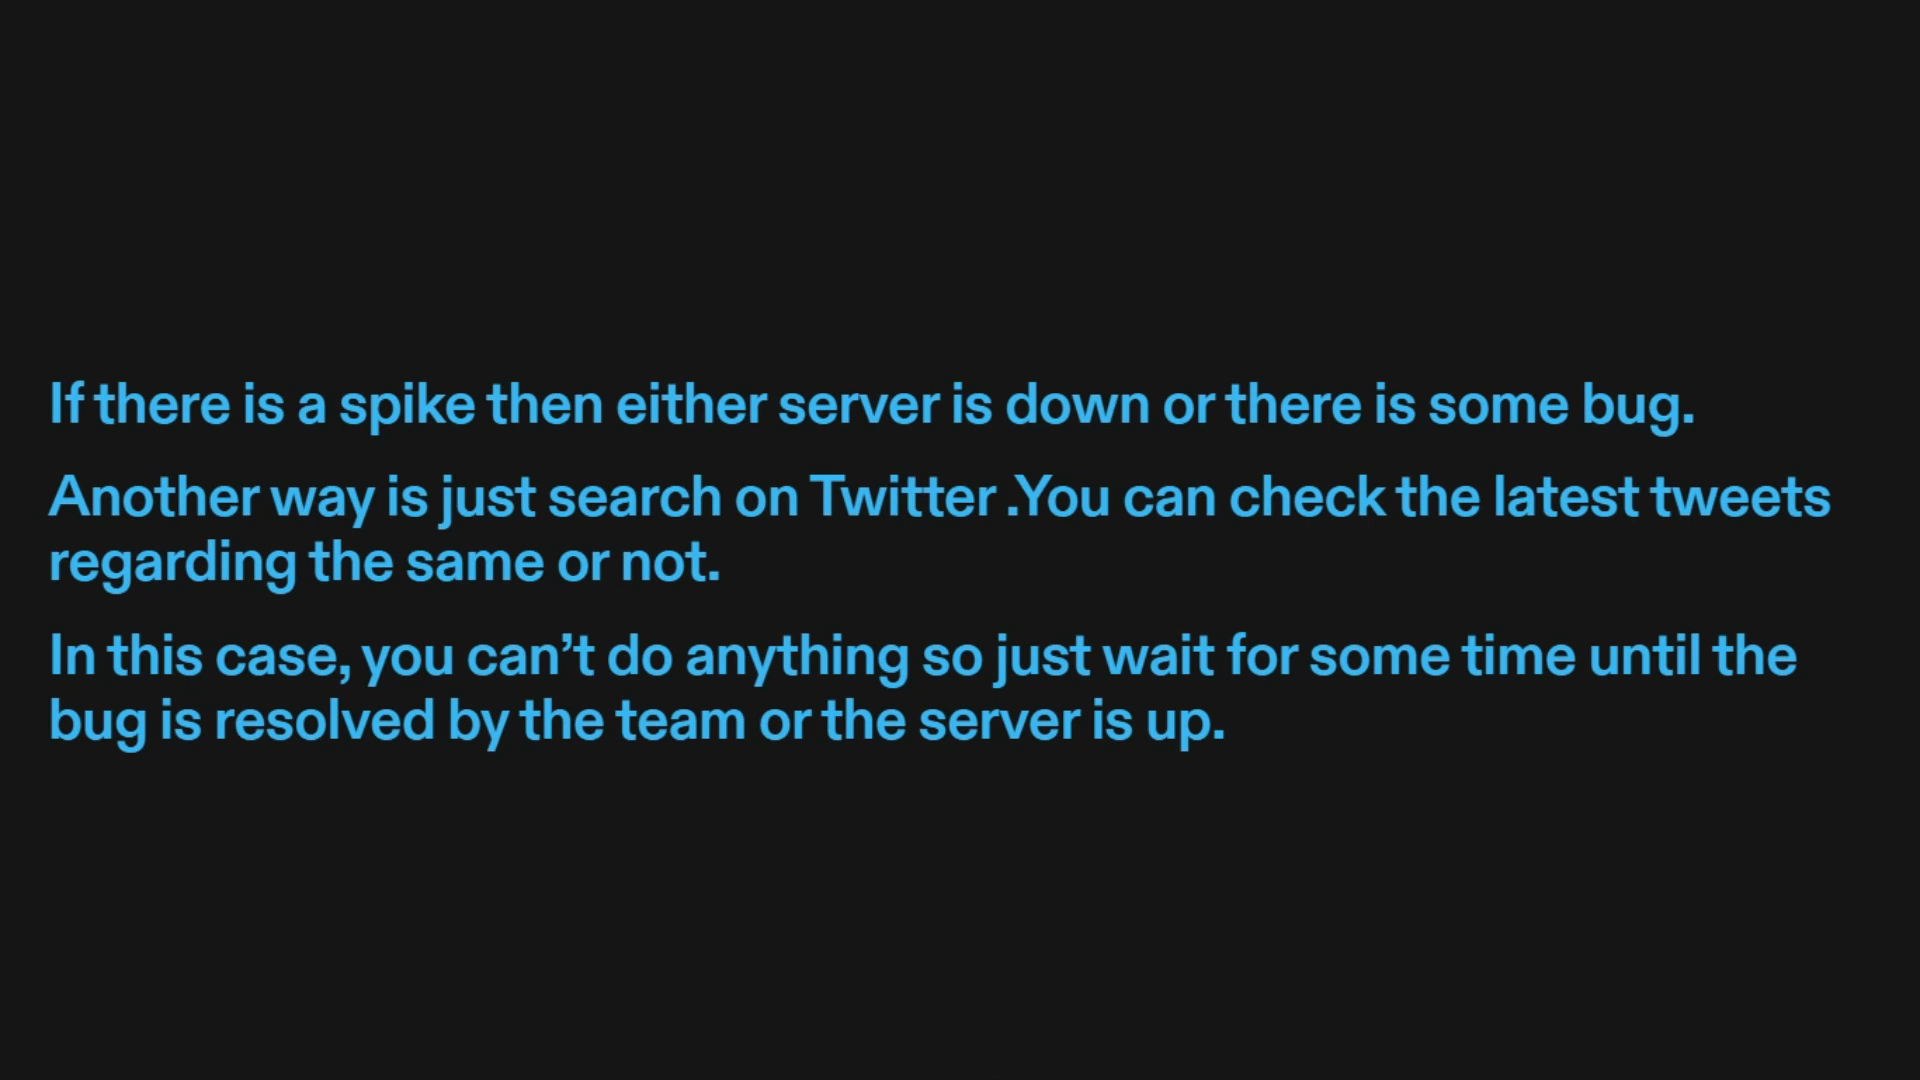 If there is a spike then either server is down or there is some bug.
Another way is just search on Twitter .You can check the latest tweets
regarding the same or not.
In this case, you can’t do anything so just wait for some time until the
bug is resolved by the team or the server is up.